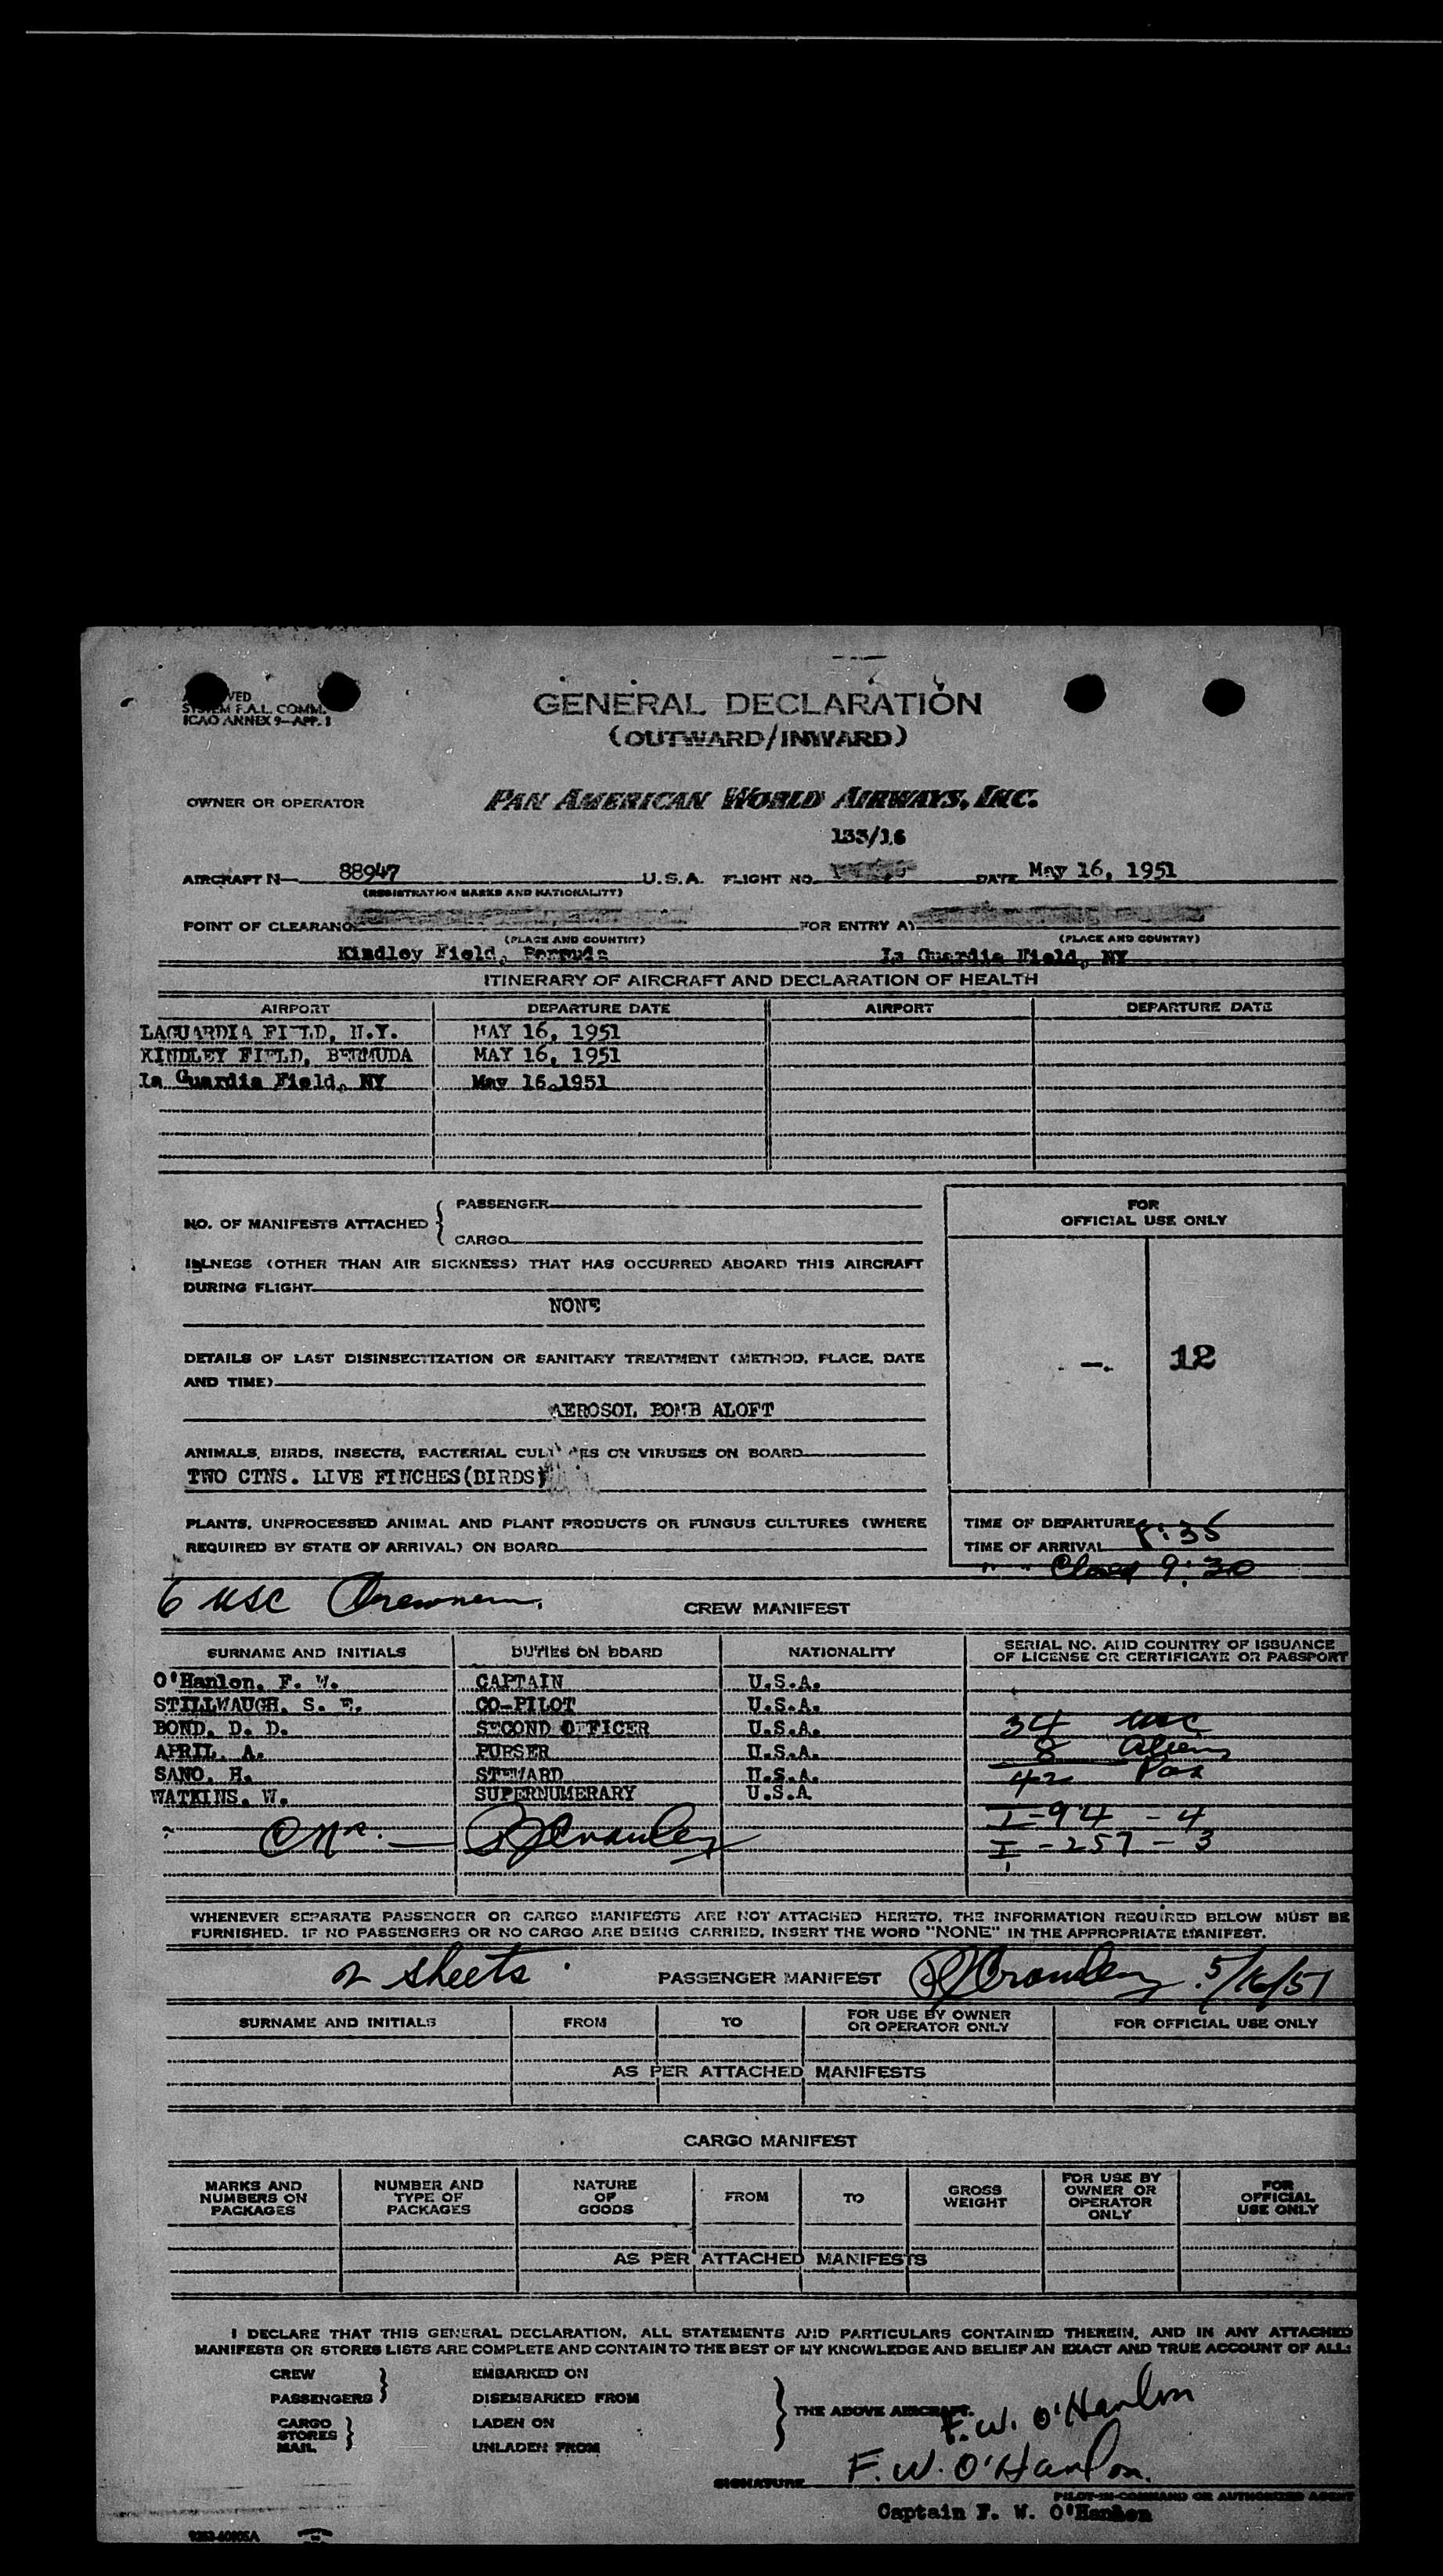 SYSTEM F.A.L. COMM.
ICAO ANNEX 9—APP. 1
GENERAL DECLARATION
(OUTWARD/INWARD)
OWNER OR OPERATOR PAN AMERICAN WORLD AIRWAYS, INC.
133/16
AIRCRAFT N— 88947 U.S.A. FLIGHT NO. DATE May 16, 1951
(REGISTRATION MARKS AND NATIONALITY)
POINT OF CLEARANCE FOR ENTRY AT
(PLACE AND COUNTRY) (PLACE AND COUNTRY)
Kindley Field, Bermuda La Guardia Field, NY
ITINERARY OF AIRCRAFT AND DECLARATION OF HEALTH
AIRPORT DEPARTURE DATE AIRPORT DEPARTURE DATE
LAGUARDIA FIELD, N.Y. MAY 16, 1951
KINDLEY FIELD, BERMUDA MAY 16, 1951
La Guardia Field, NY May 16,1951
NO. OF MANIFESTS ATTACHED { PASSENGER
CARGO
FOR
OFFICIAL USE ONLY
ILLNESS (OTHER THAN AIR SICKNESS) THAT HAS OCCURRED ABOARD THIS AIRCRAFT
DURING FLIGHT
NONE
DETAILS OF LAST DISINSECTIZATION OR SANITARY TREATMENT (METHOD, PLACE, DATE
AND TIME)
—. 12
AEROSOL BOMB ALOFT
ANIMALS, BIRDS, INSECTS, BACTERIAL CULTURES OR VIRUSES ON BOARD
TWO CTNS. LIVE FINCHES(BIRDS)
PLANTS, UNPROCESSED ANIMAL AND PLANT PRODUCTS OR FUNGUS CULTURES (WHERE
REQUIRED BY STATE OF ARRIVAL) ON BOARD
TIME OF DEPARTURE
TIME OF ARRIVAL 8:35
" " Closed 9:30
6 USC Crewmen.
CREW MANIFEST
SURNAME AND INITIALS DUTIES ON BOARD NATIONALITY SERIAL NO. AND COUNTRY OF ISSUANCE
OF LICENSE OR CERTIFICATE OR PASSPORT
O'Hanlon, F. W. CAPTAIN U.S.A.
STILLWAUGH, S. E. CO-PILOT U.S.A.
BOND, D. D. SECOND OFFICER U.S.A. 34 USC
APRIL, A. PURSER U.S.A. 8 Aliens
SANO, H. STEWARD U.S.A. 42 Pax
WATKINS, W. SUPERNUMERARY U.S.A.
I-94 - 4
I-257 - 3
WHENEVER SEPARATE PASSENGER OR CARGO MANIFESTS ARE NOT ATTACHED HERETO, THE INFORMATION REQUIRED BELOW MUST BE
FURNISHED. IF NO PASSENGERS OR NO CARGO ARE BEING CARRIED, INSERT THE WORD "NONE" IN THE APPROPRIATE MANIFEST.
2 sheets PASSENGER MANIFEST 5/16/51
SURNAME AND INITIALS FROM TO FOR USE BY OWNER
OR OPERATOR ONLY FOR OFFICIAL USE ONLY
AS PER ATTACHED MANIFESTS
CARGO MANIFEST
MARKS AND
NUMBERS ON
PACKAGES NUMBER AND
TYPE OF
PACKAGES NATURE
OF
GOODS FROM TO GROSS
WEIGHT FOR USE BY
OWNER OR
OPERATOR
ONLY FOR
OFFICIAL
USE ONLY
AS PER ATTACHED MANIFESTS
I DECLARE THAT THIS GENERAL DECLARATION, ALL STATEMENTS AND PARTICULARS CONTAINED THEREIN, AND IN ANY ATTACHED
MANIFESTS OR STORES LISTS ARE COMPLETE AND CONTAIN TO THE BEST OF MY KNOWLEDGE AND BELIEF AN EXACT AND TRUE ACCOUNT OF ALL:
CREW EMBARKED ON
PASSENGERS } DISEMBARKED FROM } THE ABOVE AIRCRAFT.
CARGO LADEN ON
STORES }
MAIL UNLADEN FROM
F.W. O'Hanlon
SIGNATURE F.W. O'Hanlon.
PILOT-IN-COMMAND OR AUTHORIZED AGENT
Captain F. W. O'Hanlon